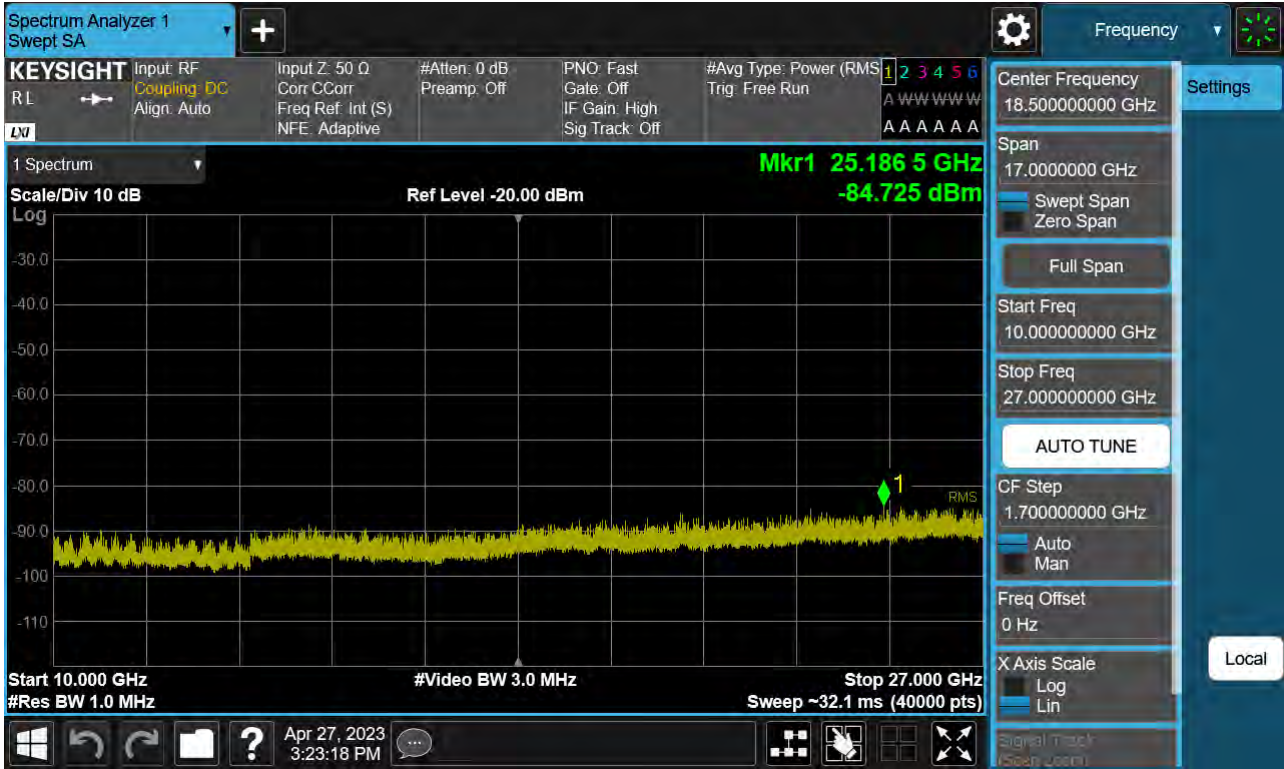 Spectrum Analyzer 1
Swept SA
+
Frequency
KEYSIGHT
R L
LXI
Input: RF
Coupling: DC
Align: Auto
Input Z: 50 Ω
Corr CCorr
Freq Ref: Int (S)
NFE: Adaptive
#Atten: 0 dB
Preamp: Off
PNO: Fast
Gate: Off
IF Gain: High
Sig Track: Off
#Avg Type: Power (RMS
Trig: Free Run
1 2 3 4 5 6
A W W W W W
A A A A A A
1 Spectrum
Mkr1 25.186 5 GHz
-84.725 dBm
Scale/Div 10 dB
Ref Level -20.00 dBm
Log
-30.0
-40.0
-50.0
-60.0
-70.0
-80.0
-90.0
-100
-110
1
RMS
Start 10.000 GHz
#Video BW 3.0 MHz
Stop 27.000 GHz
#Res BW 1.0 MHz
Sweep ~32.1 ms (40000 pts)
Center Frequency
18.500000000 GHz
Span
17.0000000 GHz
Swept Span
Zero Span
Full Span
Start Freq
10.000000000 GHz
Stop Freq
27.000000000 GHz
AUTO TUNE
CF Step
1.700000000 GHz
Auto
Man
Freq Offset
0 Hz
X Axis Scale
Log
Lin
Signal Track
(Span Zoom)
Settings
Local
?
Apr 27, 2023
3:23:18 PM